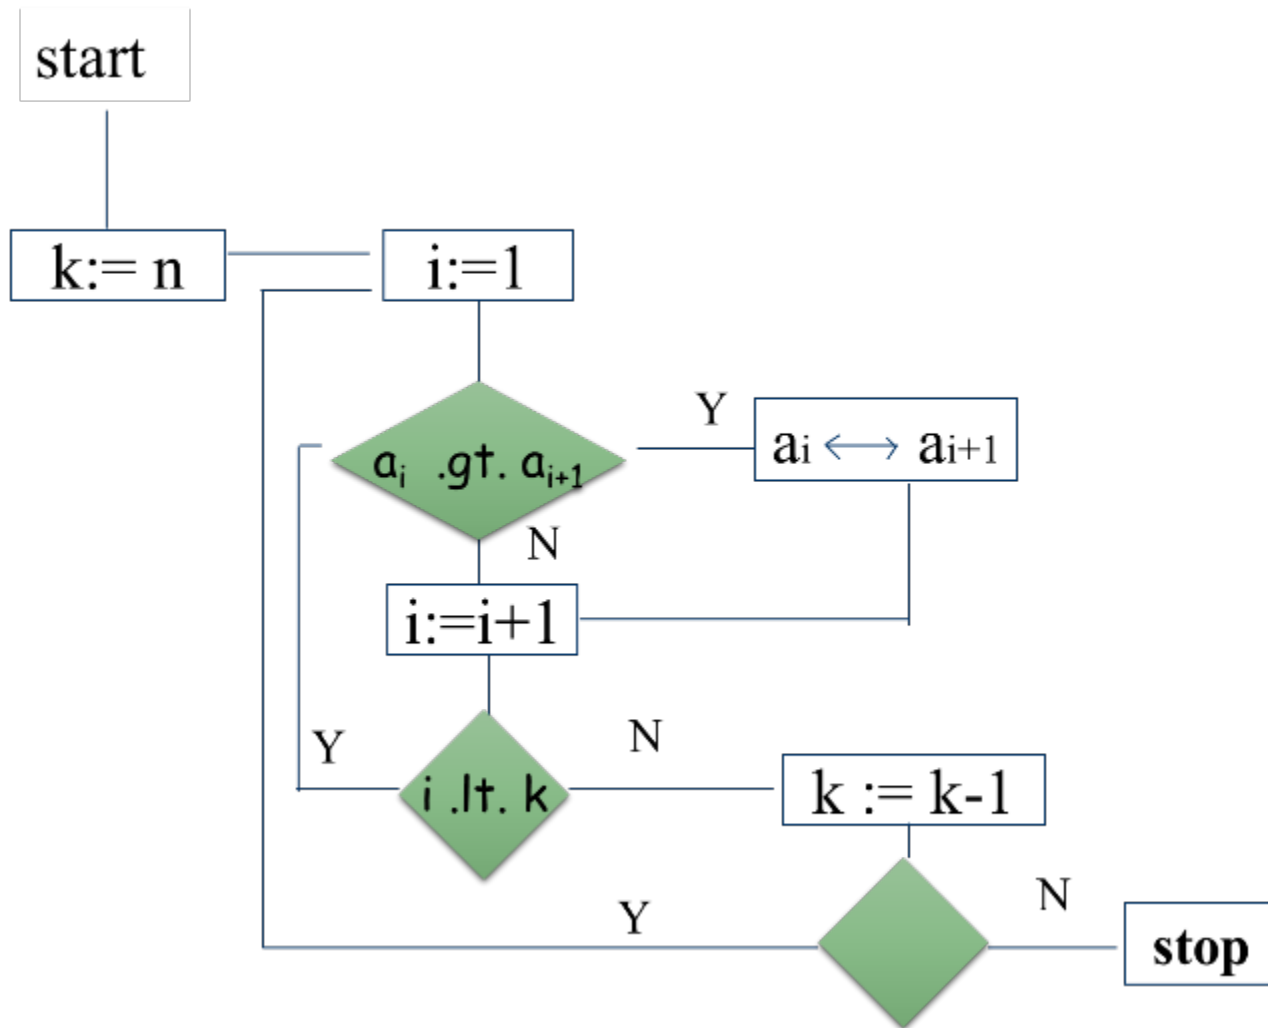 start
k:= n
i:=1
Y
ai ⟷ ai+1
ai .gt. ai+1
N
i:=i+1
Y
N
i .lt. k
k := k-1
N
Y
stop